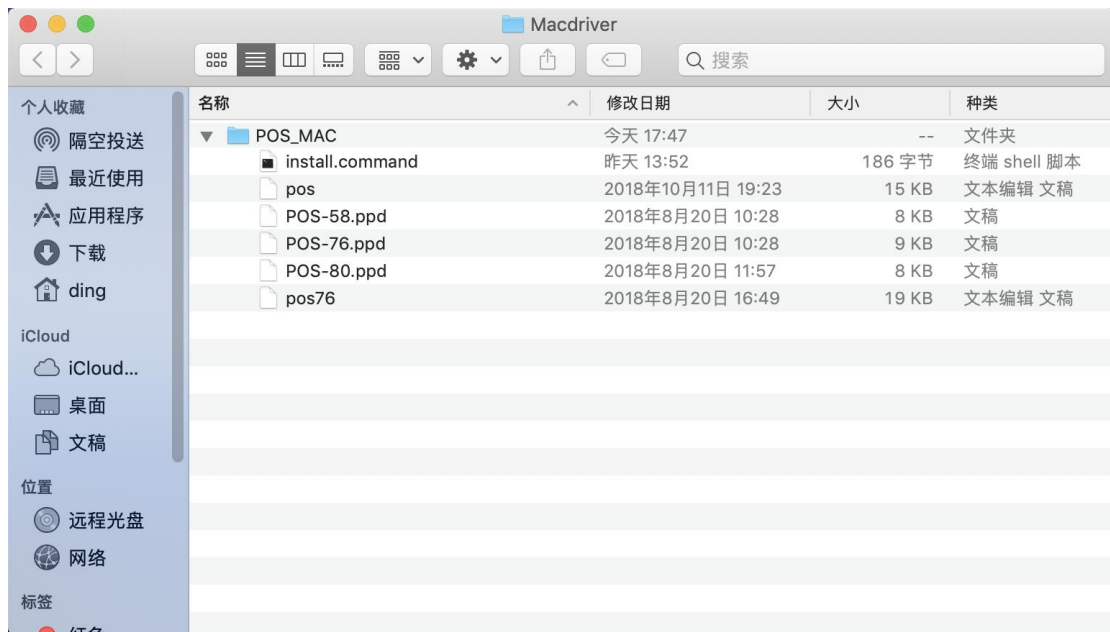 Macdriver
搜索
个人收藏
隔空投送
最近使用
应用程序
下载
ding
iCloud
iCloud...
桌面
文稿
位置
远程光盘
网络
标签
红色
名称 修改日期 大小 种类
POS_MAC 今天 17:47 -- 文件夹
install.command 昨天 13:52 186 字节 终端 shell 脚本
pos 2018年10月11日 19:23 15 KB 文本编辑 文稿
POS-58.ppd 2018年8月20日 10:28 8 KB 文稿
POS-76.ppd 2018年8月20日 10:28 9 KB 文稿
POS-80.ppd 2018年8月20日 11:57 8 KB 文稿
pos76 2018年8月20日 16:49 19 KB 文本编辑 文稿